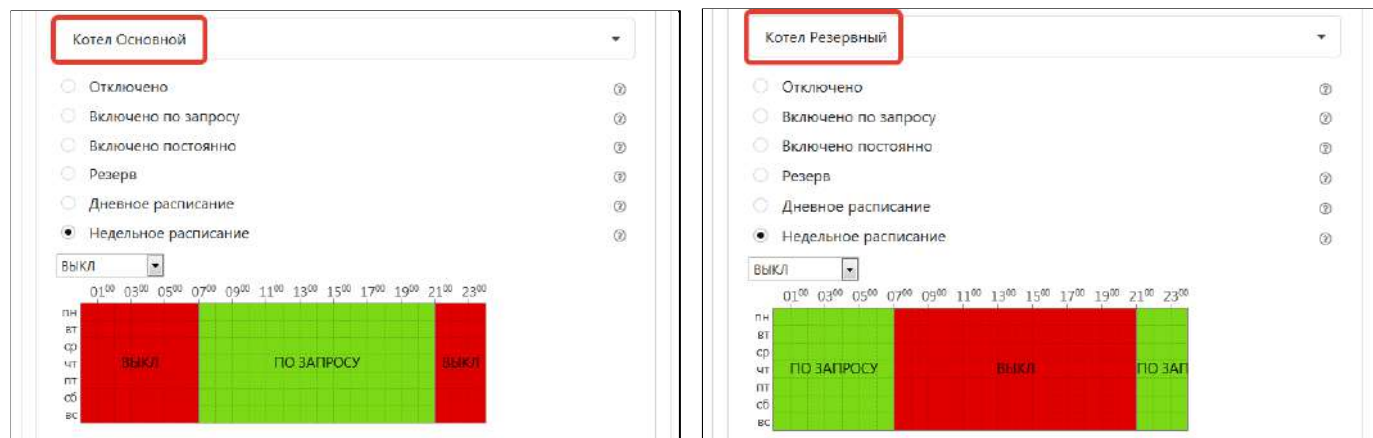 Котел Основной
Отключено
Включено по запросу
Включено постоянно
Резерв
Дневное расписание
Недельное расписание
ВЫКЛ
01⁰⁰ 03⁰⁰ 05⁰⁰ 07⁰⁰ 09⁰⁰ 11⁰⁰ 13⁰⁰ 15⁰⁰ 17⁰⁰ 19⁰⁰ 21⁰⁰ 23⁰⁰
пн
вт
ср
чт
пт
сб
вс
ВЫКЛ ПО ЗАПРОСУ ВЫКЛ
Котел Резервный
Отключено
Включено по запросу
Включено постоянно
Резерв
Дневное расписание
Недельное расписание
ВЫКЛ
01⁰⁰ 03⁰⁰ 05⁰⁰ 07⁰⁰ 09⁰⁰ 11⁰⁰ 13⁰⁰ 15⁰⁰ 17⁰⁰ 19⁰⁰ 21⁰⁰ 23⁰⁰
пн
вт
ср
чт
пт
сб
вс
ПО ЗАПРОСУ ВЫКЛ ПО ЗАП